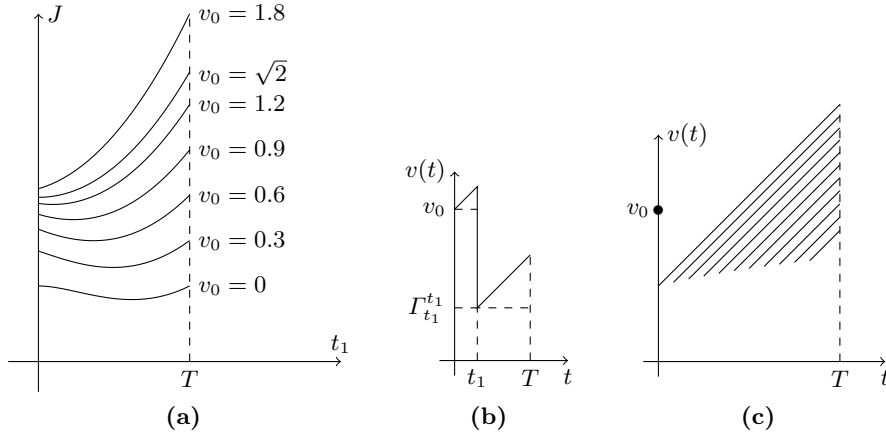 J
v₀ = 1.8
v₀ = √2
v₀ = 1.2
v₀ = 0.9
v₀ = 0.6
v₀ = 0.3
v₀ = 0
t₁
T
(a)
v(t)
v₀
Γ_{t₁}^{t₁}
t₁
T
t
(b)
v(t)
v₀
T
t
(c)